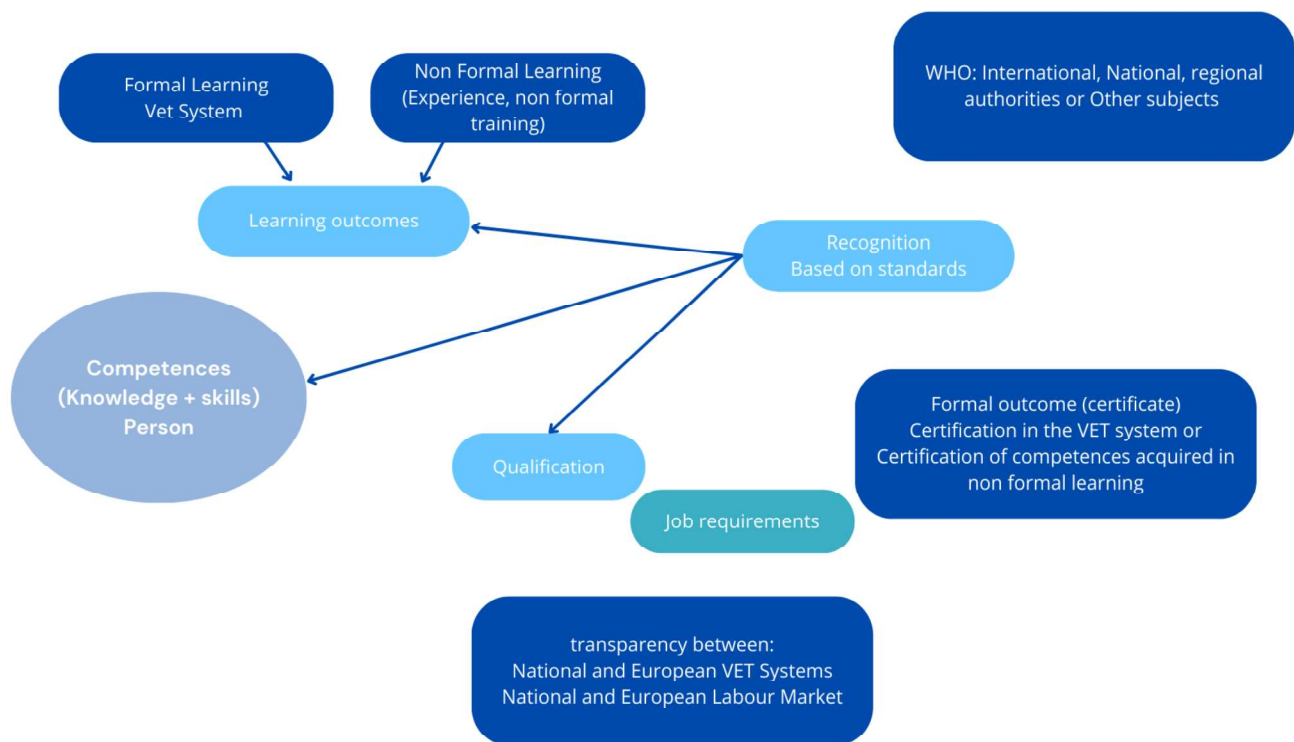 Formal Learning
Vet System
Non Formal Learning
(Experience, non formal
training)
WHO: International, National, regional
authorities or Other subjects
Learning outcomes
Recognition
Based on standards
Competences
(Knowledge + skills)
Person
Formal outcome (certificate)
Certification in the VET system or
Certification of competences acquired in
non formal learning
Qualification
Job requirements
transparency between:
National and European VET Systems
National and European Labour Market